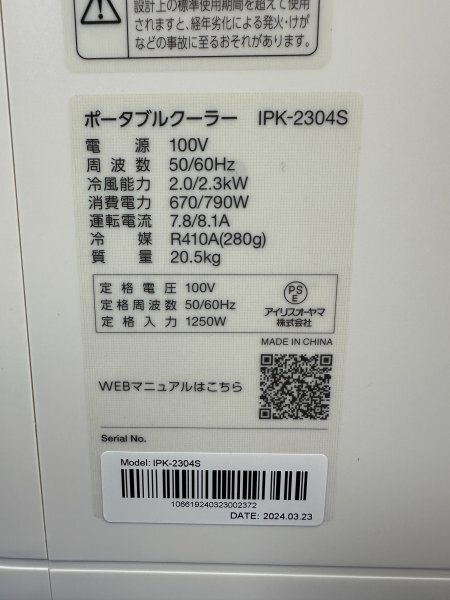 設計上の標準使用期間を超えて使用
されますと、経年劣化による発火・けが
などの事故に至るおそれがあります。
ポータブルクーラー IPK-2304S
電源 100V
周波数 50/60Hz
冷風能力 2.0/2.3kW
消費電力 670/790W
運転電流 7.8/8.1A
冷媒 R410A(280g)
質量 20.5kg
定格電圧 100V
定格周波数 50/60Hz
定格入力 1250W
PS
E
アイリスオーヤマ
株式会社
MADE IN CHINA
WEBマニュアルはこちら
Serial No.
Model: IPK-2304S
106619240323002372
DATE: 2024.03.23